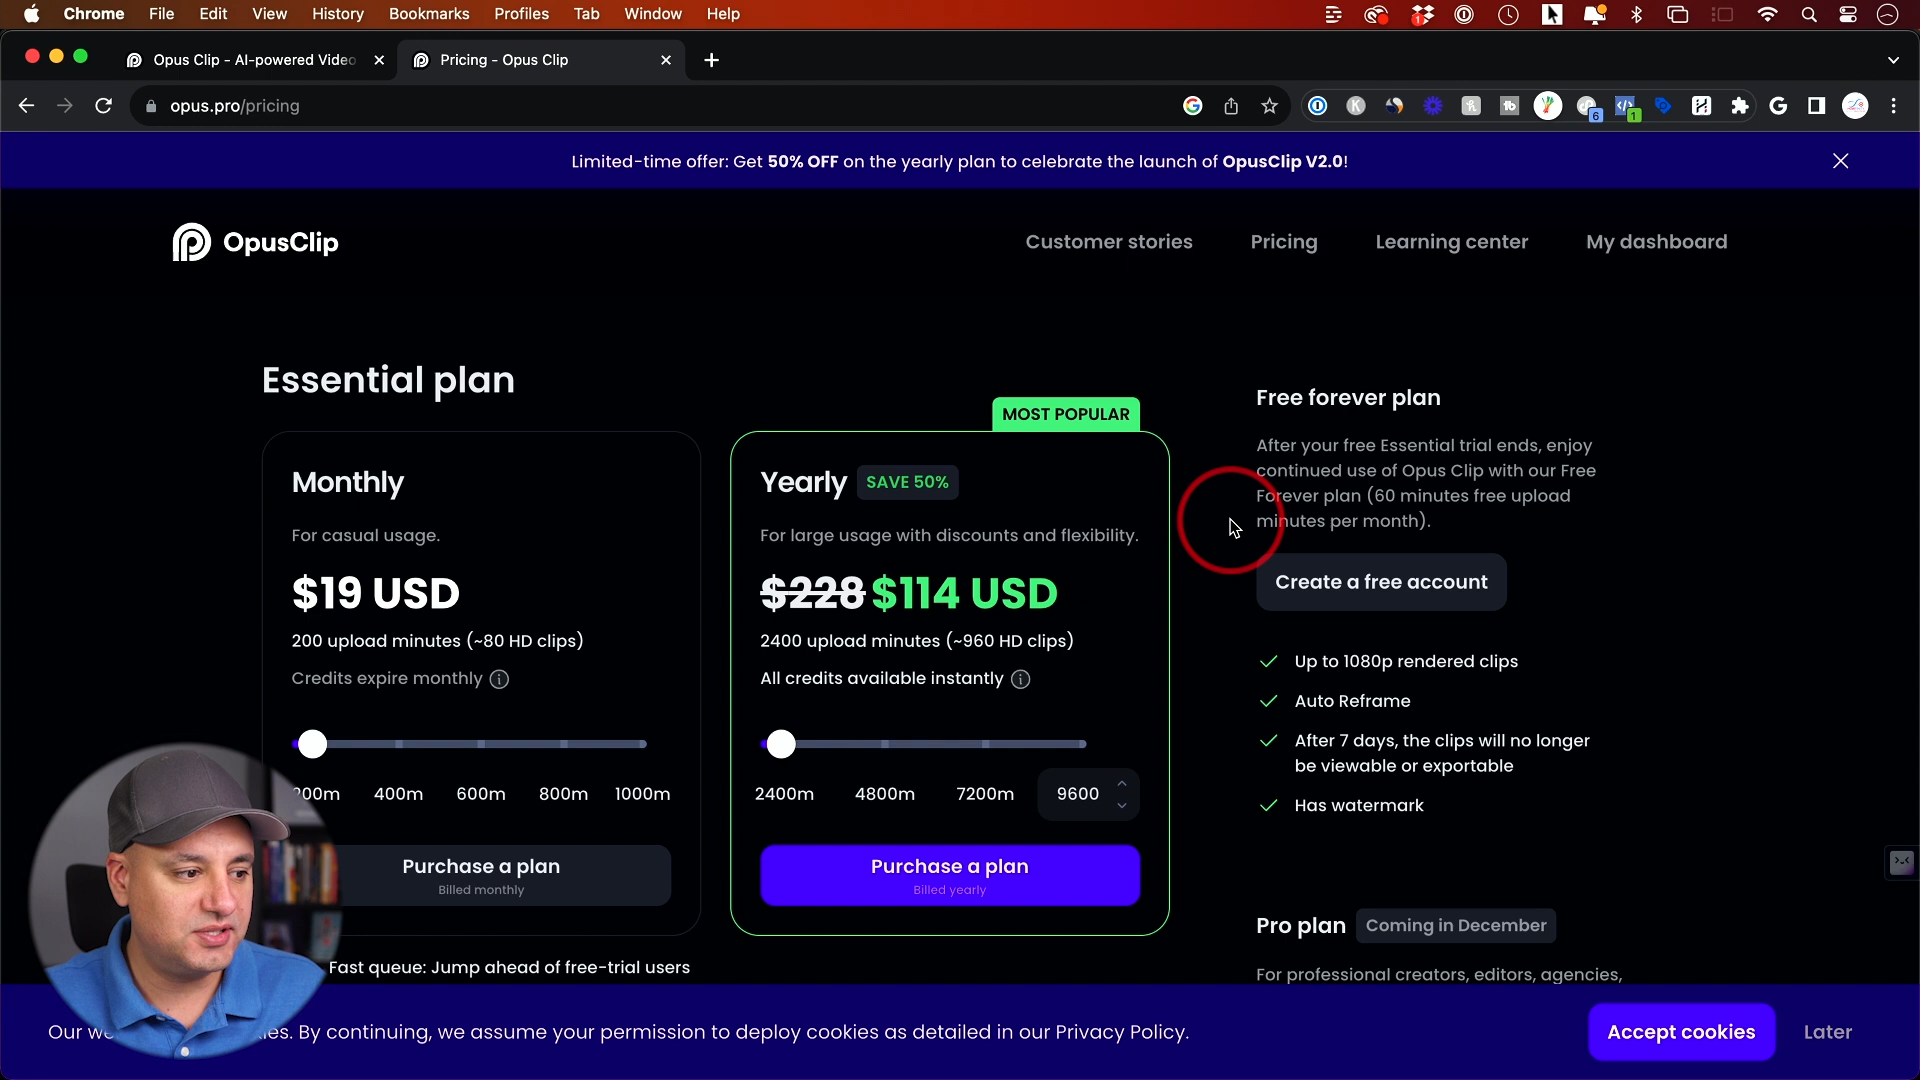 Chrome File Edit View History Bookmarks Profiles Tab Window Help
Opus Clip - AI-powered Video
Pricing - Opus Clip
opus.pro/pricing
Limited-time offer: Get 50% OFF on the yearly plan to celebrate the launch of OpusClip V2.0!
OpusClip
Customer stories Pricing Learning center My dashboard
Essential plan
Monthly
For casual usage.
$19 USD
200 upload minutes (~80 HD clips)
Credits expire monthly
200m 400m 600m 800m 1000m
Purchase a plan
Billed monthly
MOST POPULAR
Yearly SAVE 50%
For large usage with discounts and flexibility.
$228 $114 USD
2400 upload minutes (~960 HD clips)
All credits available instantly
2400m 4800m 7200m 9600
Purchase a plan
Billed yearly
Fast queue: Jump ahead of free-trial users
Free forever plan
After your free Essential trial ends, enjoy
continued use of Opus Clip with our Free
Forever plan (60 minutes free upload
minutes per month).
Create a free account
Up to 1080p rendered clips
Auto Reframe
After 7 days, the clips will no longer
be viewable or exportable
Has watermark
Pro plan Coming in December
For professional creators, editors, agencies,
Our By continuing, we assume your permission to deploy cookies as detailed in our Privacy Policy.
Accept cookies Later